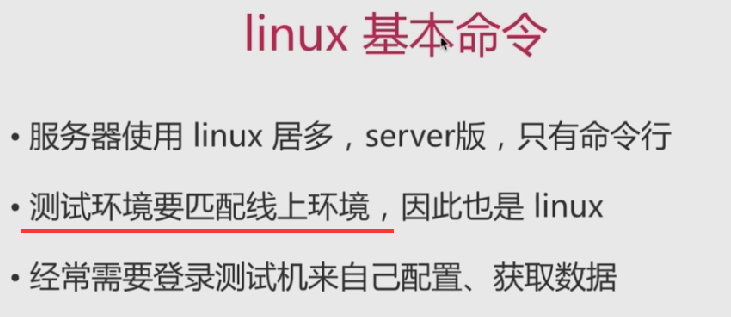 linux 基本命令
• 服务器使用 linux 居多，server版，只有命令行
• 测试环境要匹配线上环境，因此也是 linux
• 经常需要登录测试机来自己配置、获取数据